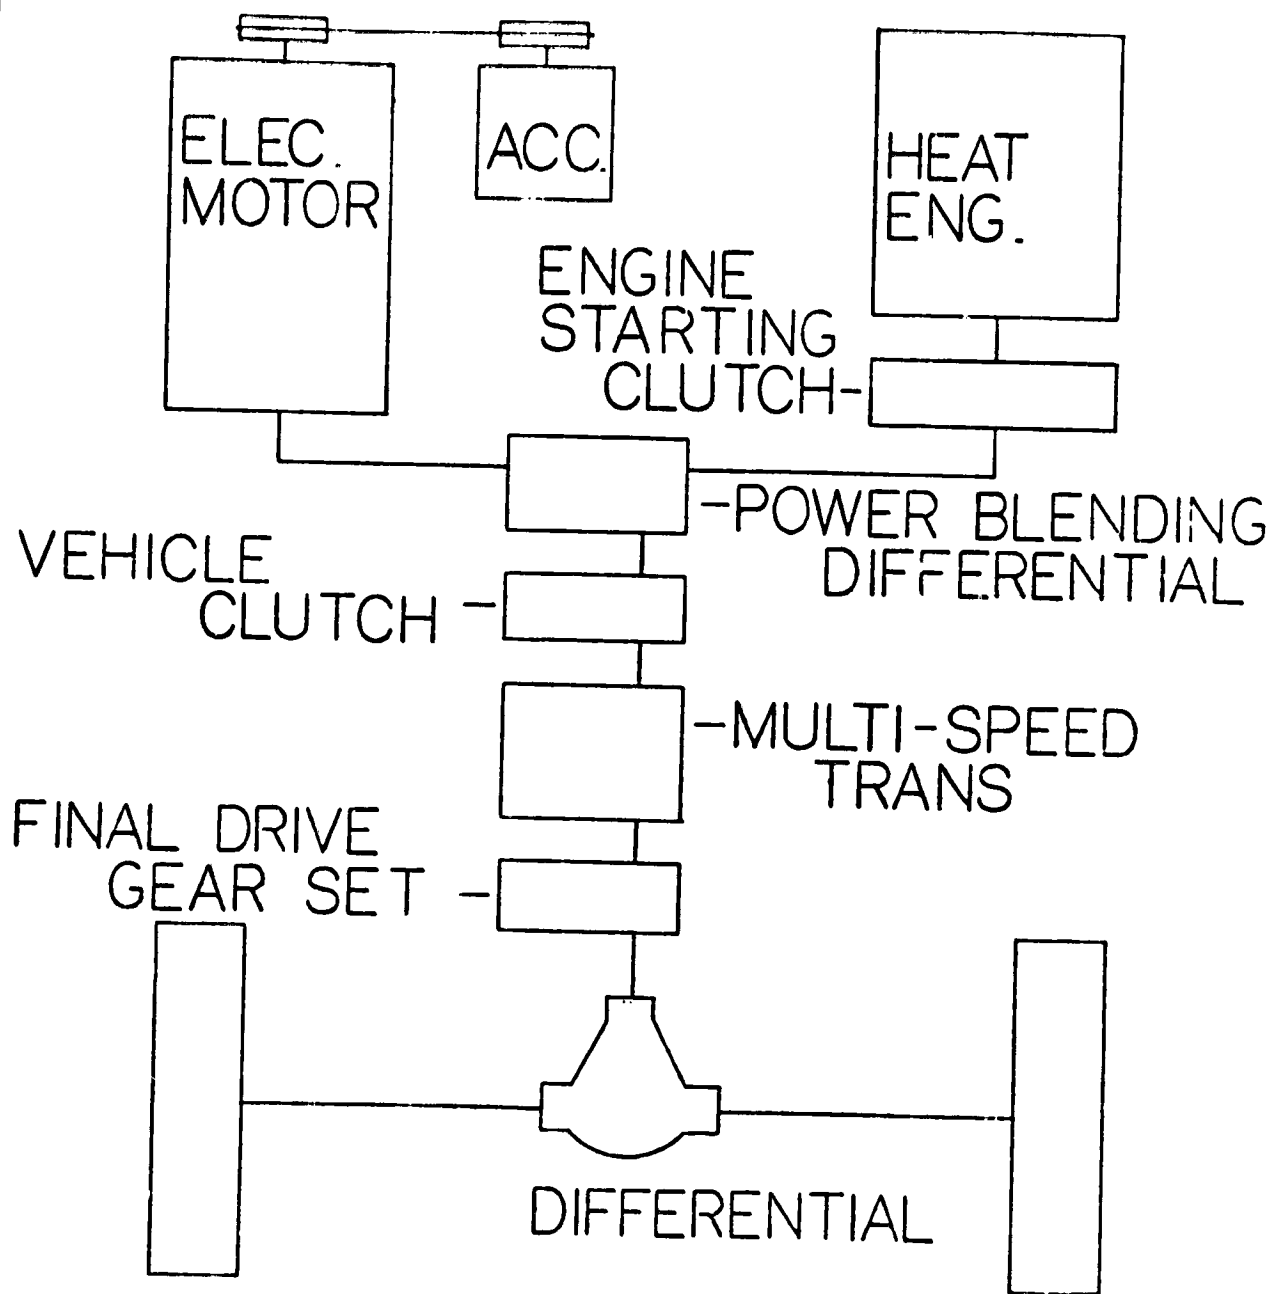 ELEC.
MOTOR
ACC.
HEAT
ENG.
ENGINE
STARTING
CLUTCH
POWER BLENDING
DIFFERENTIAL
VEHICLE
CLUTCH
MULTI-SPEED
TRANS
FINAL DRIVE
GEAR SET
DIFFERENTIAL